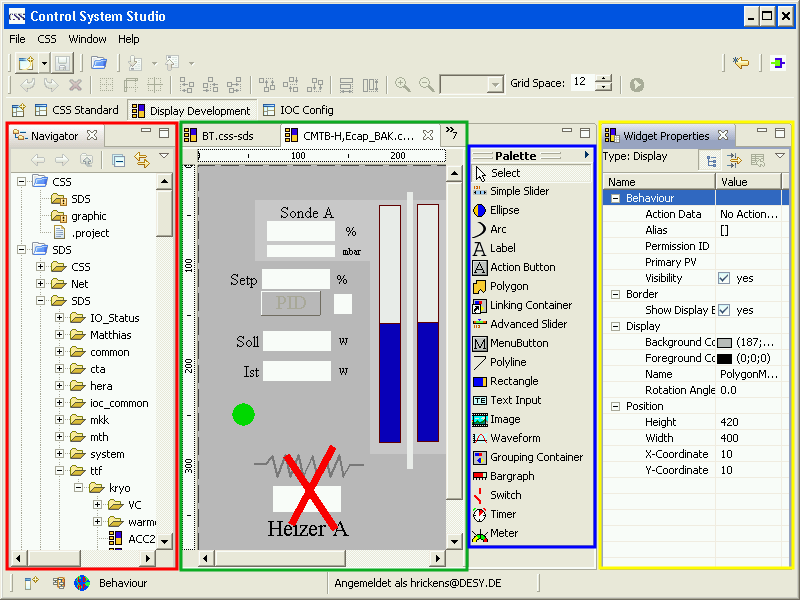 CSS Control System Studio
File CSS Window Help
Grid Space: 12
CSS Standard Display Development IOC Config
Navigator
CSS
SDS
graphic
.project
SDS
CSS
Net
SDS
IO_Status
Matthias
common
cta
hera
ioc_common
mkk
mth
system
ttf
kryo
VC
ACC2
BT.css-sds CMTB-H,Ecap_BAK.c... »7
0 100 200
100
200
300
Sonde A
%
mbar
Setp %
PID
Soll W
Ist W
Heizer A
Palette
Select
Simple Slider
Ellipse
Arc
Label
Action Button
Polygon
Linking Container
Advanced Slider
MenuButton
Polyline
Rectangle
Text Input
Image
Waveform
Grouping Container
Bargraph
Switch
Timer
Meter
Widget Properties
Type: Display
Name Value
Behaviour
Action Data No Action...
Alias []
Permission ID
Primary PV
Visibility yes
Border
Show Display B yes
Display
Background Co (187;...
Foreground Co (0;0;0)
Name PolygonM...
Rotation Angle 0.0
Position
Height 420
Width 400
X-Coordinate 10
Y-Coordinate 10
Behaviour Angemeldet als hrickens@DESY.DE